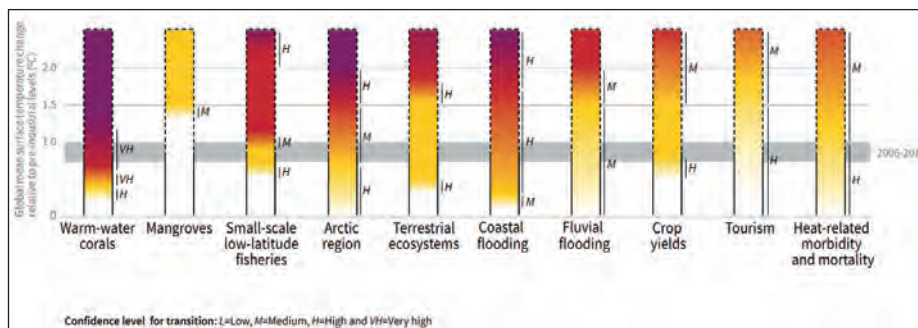 Global mean surface temperature change
relative to pre-industrial levels (°C)
2.0
1.5
1.0
0
2006-201
VH
VH
H
M
H
M
H
H
M
H
H
H
H
H
M
M
M
M
H
M
H
M
H
Warm-water
corals
Mangroves
Small-scale
low-latitude
fisheries
Arctic
region
Terrestrial
ecosystems
Coastal
flooding
Fluvial
flooding
Crop
yields
Tourism
Heat-related
morbidity
and mortality
Confidence level for transition: L=Low, M=Medium, H=High and VH=Very high